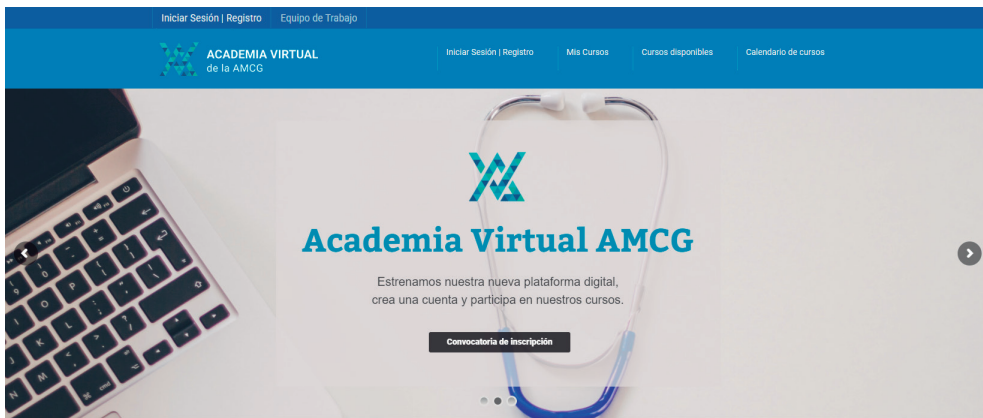 Iniciar Sesión | Registro Equipo de Trabajo
ACADEMIA VIRTUAL
de la AMCG
Iniciar Sesión | Registro Mis Cursos Cursos disponibles Calendario de cursos
Academia Virtual AMCG
Estrenamos nuestra nueva plataforma digital,
crea una cuenta y participa en nuestros cursos.
Convocatoria de inscripción